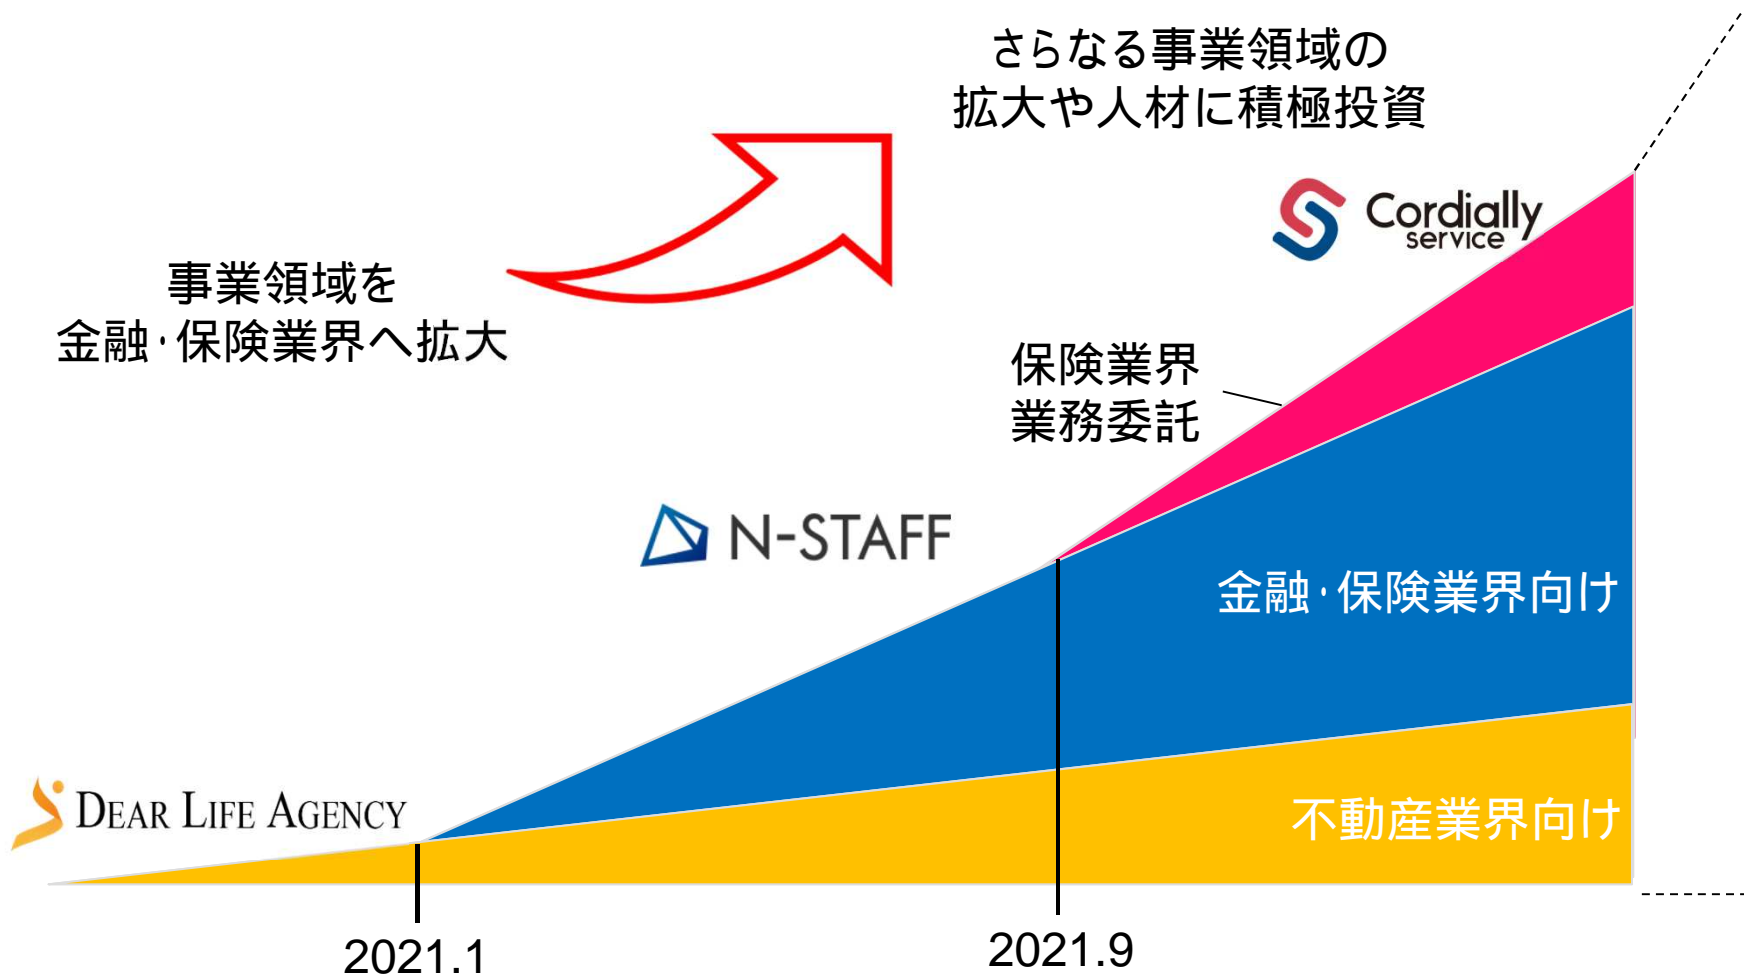 さらなる事業領域の
拡大や人材に積極投資
Cordially
service
事業領域を
金融･保険業界へ拡大
保険業界
業務委託
N-STAFF
金融･保険業界向け
DEAR LIFE AGENCY
不動産業界向け
2021.1
2021.9